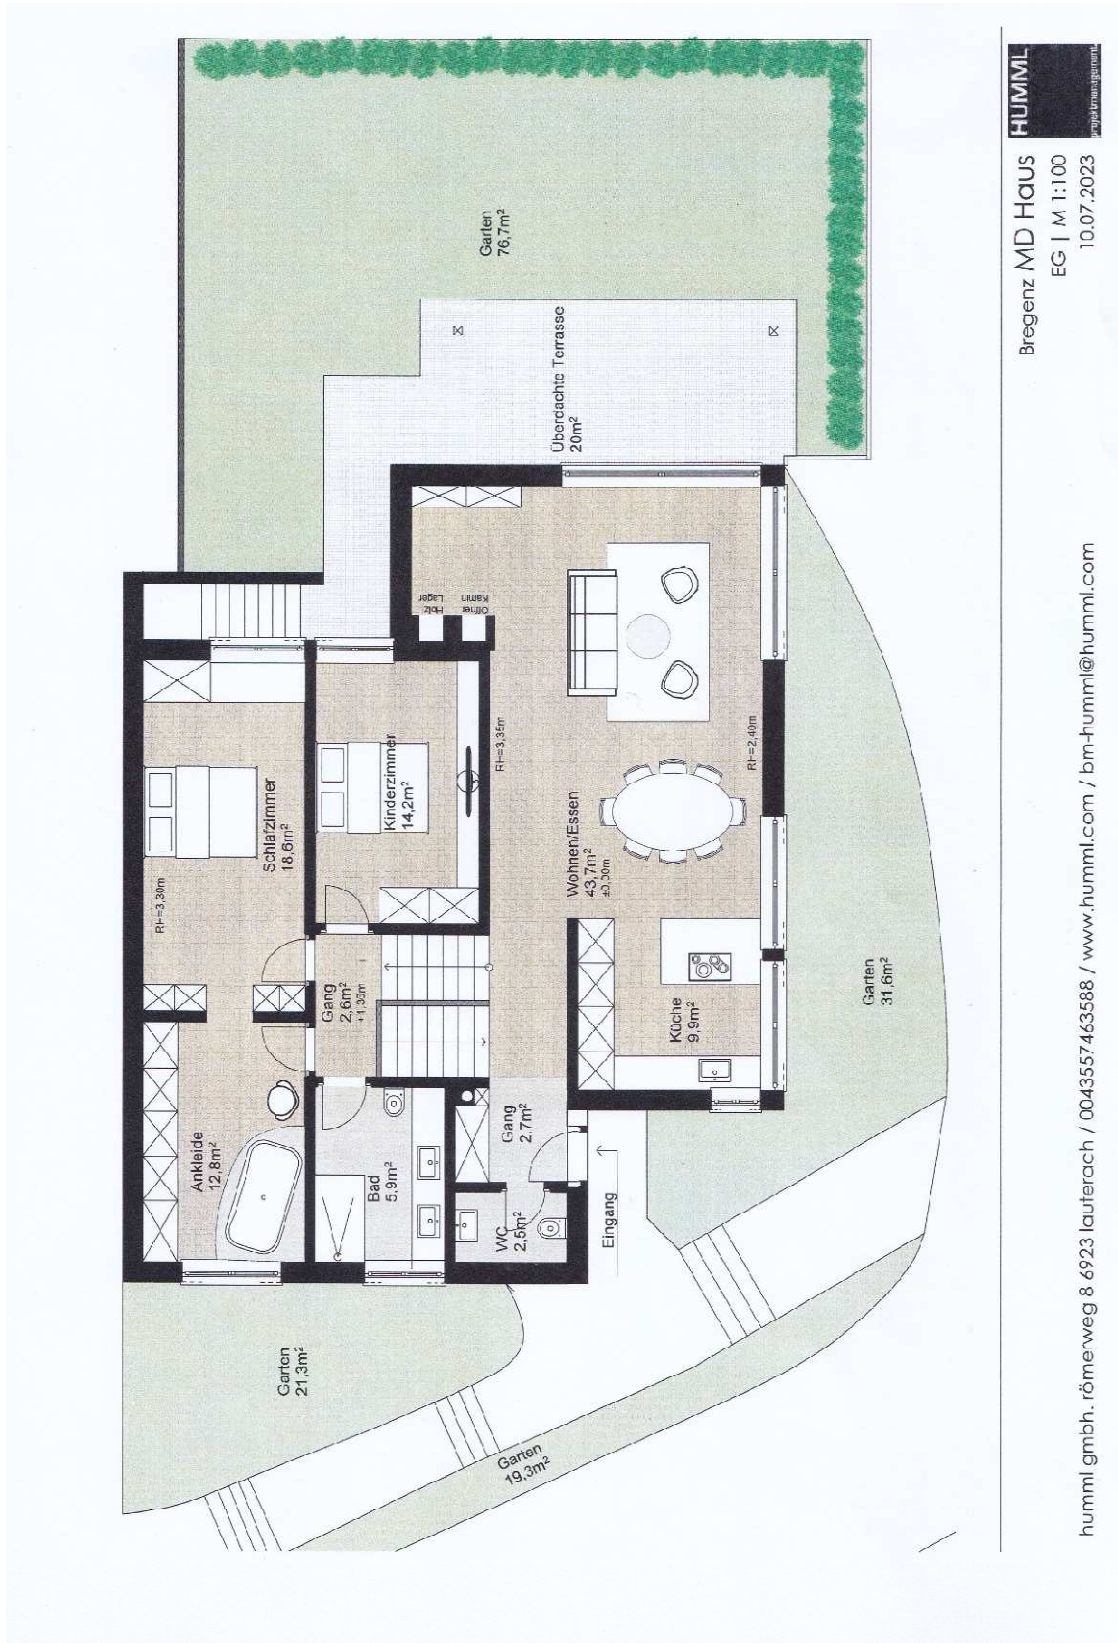 Garten
76,7m²
Überdachte Terrasse
20m²
Holz
Lager
Offner
Kamin
Schlafzimmer
18,6m²
RH=3,30m
Kinderzimmer
14,2m²
RH=3,35m
RH=2,40m
Wohnen/Essen
43,7m²
±0,00m
Gang
2,6m²
+1,35m
Küche
9,9m²
Garten
31,6m²
Ankleide
12,8m²
Bad
5,9m²
Gang
2,7m²
WC
2,5m²
Eingang
Garten
21,3m²
Garten
19,3m²
HUMML
projektmanagement
Bregenz MD Haus
EG | M 1:100
10.07.2023
humml gmbh. römerweg 8 6923 lauterach / 0043557463588 / www.humml.com / bm-humml@humml.com